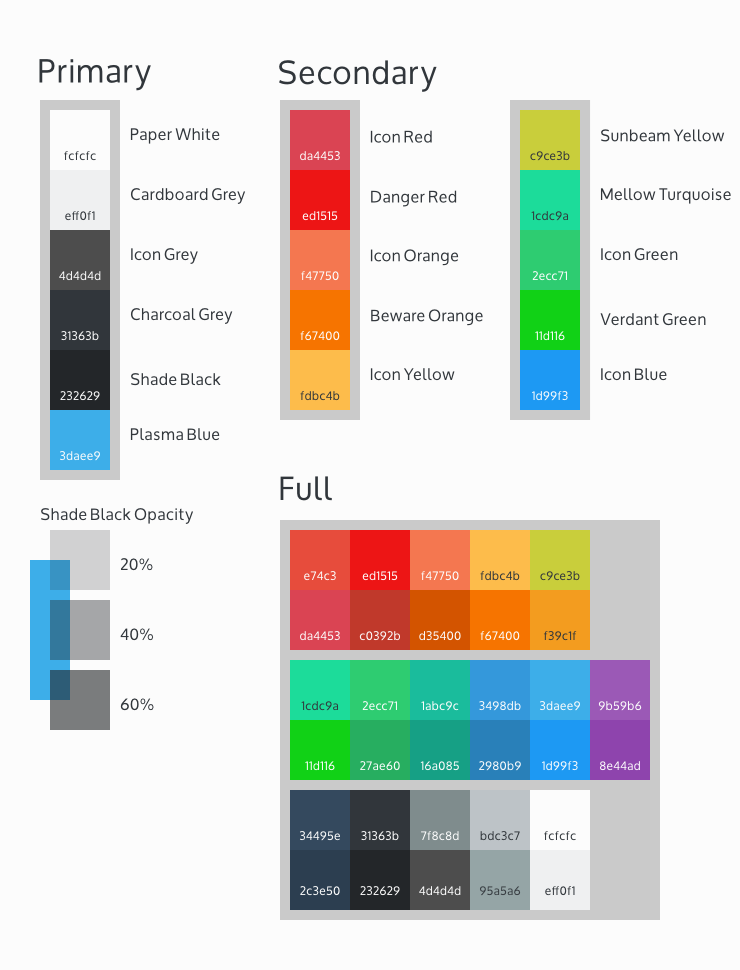 Primary
fcfcfc Paper White
eff0f1 Cardboard Grey
4d4d4d Icon Grey
31363b Charcoal Grey
232629 Shade Black
3daee9 Plasma Blue
Shade Black Opacity
20%
40%
60%
Secondary
da4453 Icon Red
ed1515 Danger Red
f47750 Icon Orange
f67400 Beware Orange
fdbc4b Icon Yellow
c9ce3b Sunbeam Yellow
1cdc9a Mellow Turquoise
2ecc71 Icon Green
11d116 Verdant Green
1d99f3 Icon Blue
Full
e74c3 ed1515 f47750 fdbc4b c9ce3b
da4453 c0392b d35400 f67400 f39c1f
1cdc9a 2ecc71 1abc9c 3498db 3daee9 9b59b6
11d116 27ae60 16a085 2980b9 1d99f3 8e44ad
34495e 31363b 7f8c8d bdc3c7 fcfcfc
2c3e50 232629 4d4d4d 95a5a6 eff0f1